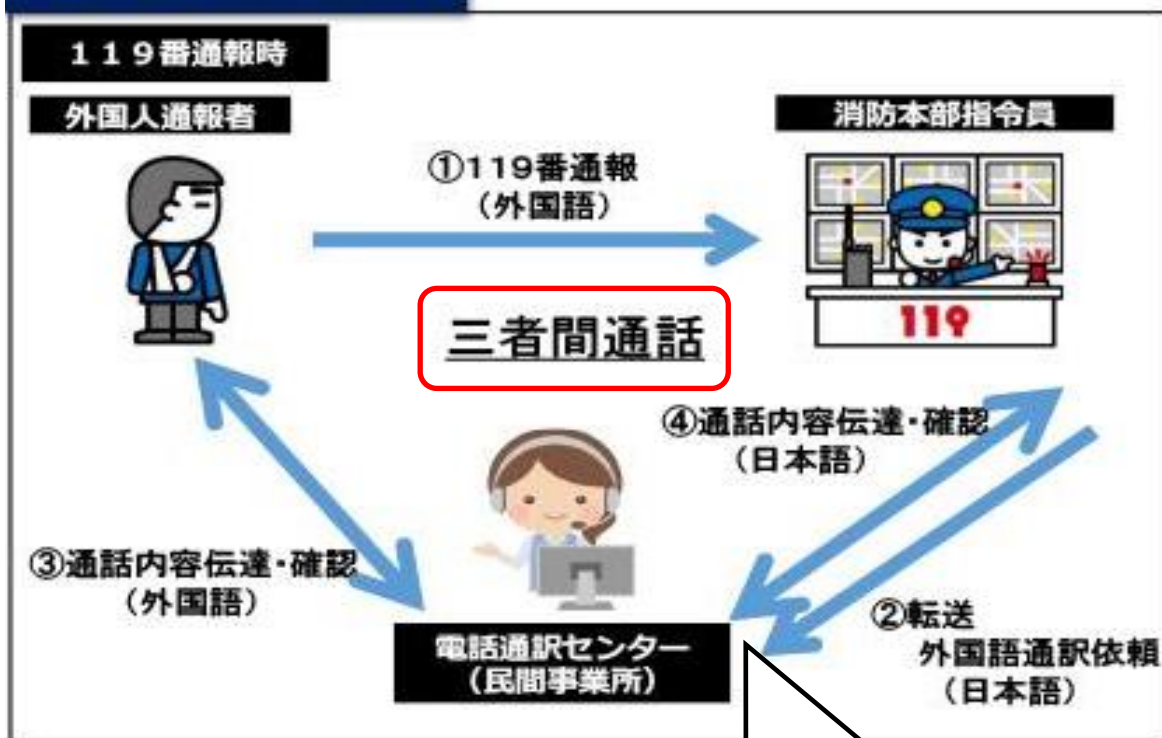 119番通報時
外国人通報者
消防本部指令員
①119番通報
(外国語)
119
三者間通話
④通話内容伝達・確認
(日本語)
③通話内容伝達・確認
(外国語)
②転送
外国語通訳依頼
(日本語)
電話通訳センター
(民間事業所)